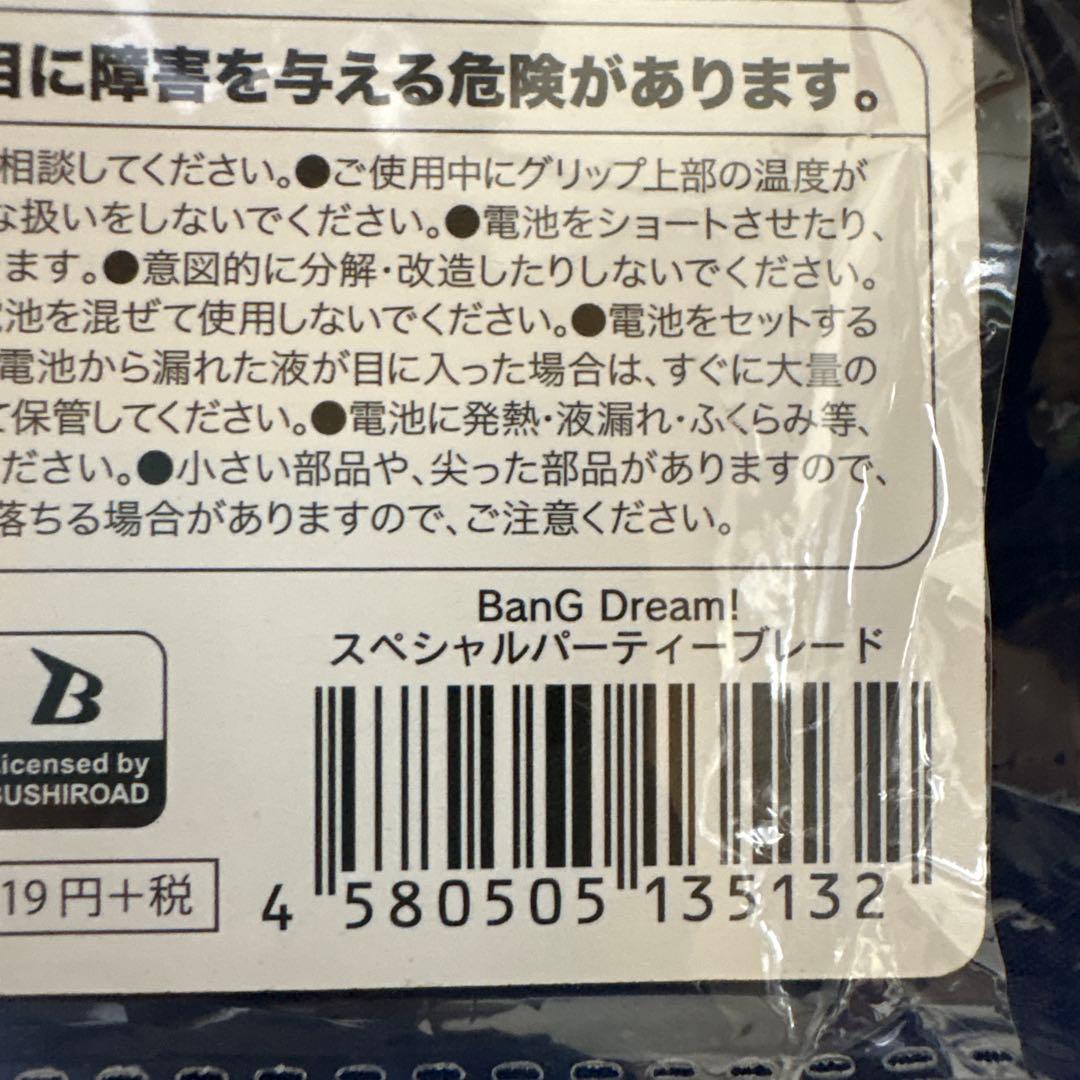 目に障害を与える危険があります。
相談してください。●ご使用中にグリップ上部の温度が
な扱いをしないでください。●電池をショートさせたり、
ます。●意図的に分解・改造したりしないでください。
池を混ぜて使用しないでください。●電池をセットする
電池から漏れた液が目に入った場合は、すぐに大量の
て保管してください。●電池に発熱・液漏れ・ふくらみ等、
ださい。●小さい部品や、尖った部品がありますので、
落ちる場合がありますので、ご注意ください。
BanG Dream!
スペシャルパーティーブレード
B
Licensed by
BUSHIROAD
19円+税
4 580505 135132